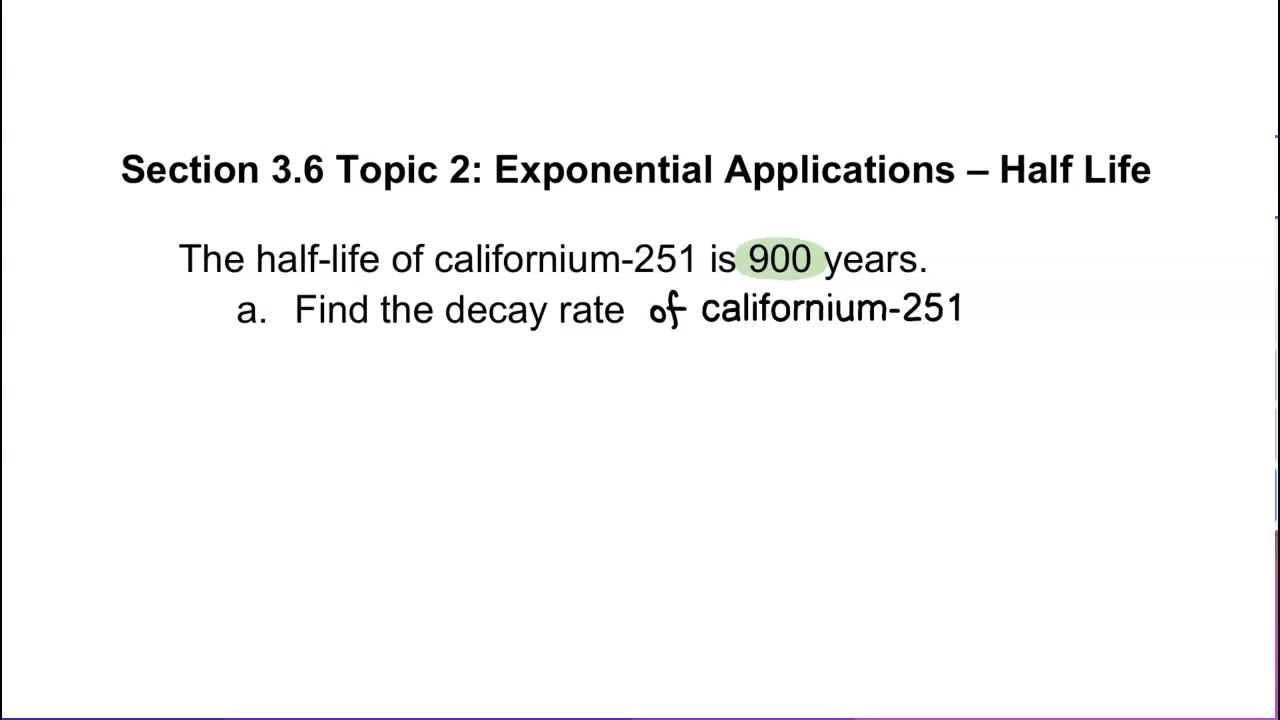 Section 3.6 Topic 2: Exponential Applications – Half Life
The half-life of californium-251 is 900 years.
a. Find the decay rate of californium-251